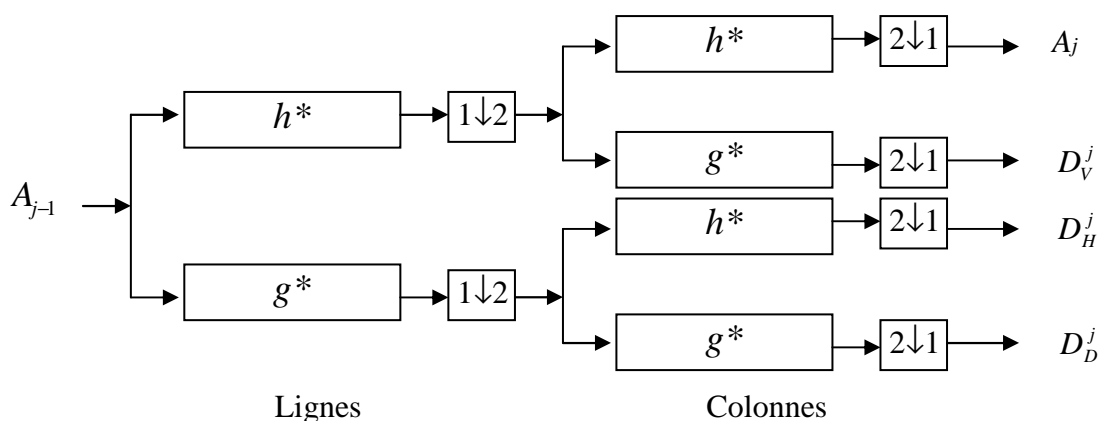 h*
2↓1
A_j
h*
1↓2
g*
2↓1
D_V^j
A_{j-1}
h*
2↓1
D_H^j
g*
1↓2
g*
2↓1
D_D^j
Lignes
Colonnes